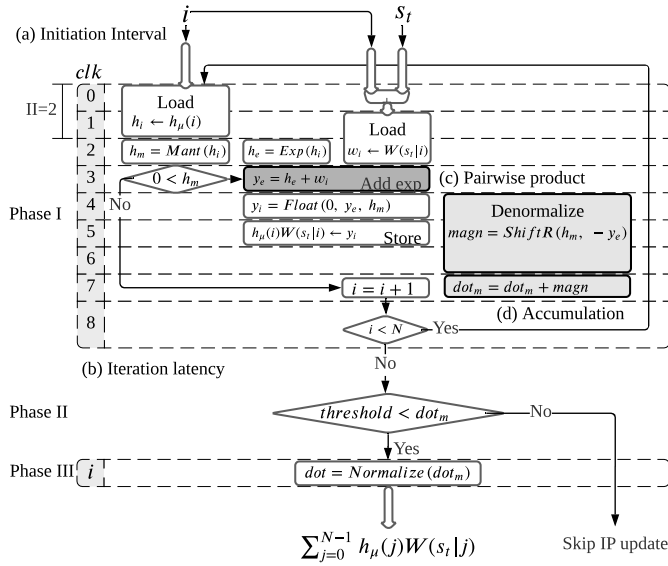 i
s_t
(a) Initiation Interval
clk
0
II=2
Load
h_i ← h_μ(i)
1
Load
w_i ← W(s_t|i)
2
h_m = Mant(h_i)
h_e = Exp(h_i)
3
0 < h_m
y_e = h_e + w_i
Add exp
(c) Pairwise product
No
4
y_i = Float(0, y_e, h_m)
Denormalize
magn = ShiftR(h_m, − y_e)
Phase I
5
h_μ(i)W(s_t|i) ← y_i
Store
6
7
i = i + 1
dot_m = dot_m + magn
(d) Accumulation
8
i < N
Yes
(b) Iteration latency
No
Phase II
threshold < dot_m
No
Yes
Phase III
i
dot = Normalize(dot_m)
∑_{j=0}^{N−1} h_μ(j)W(s_t|j)
Skip IP update